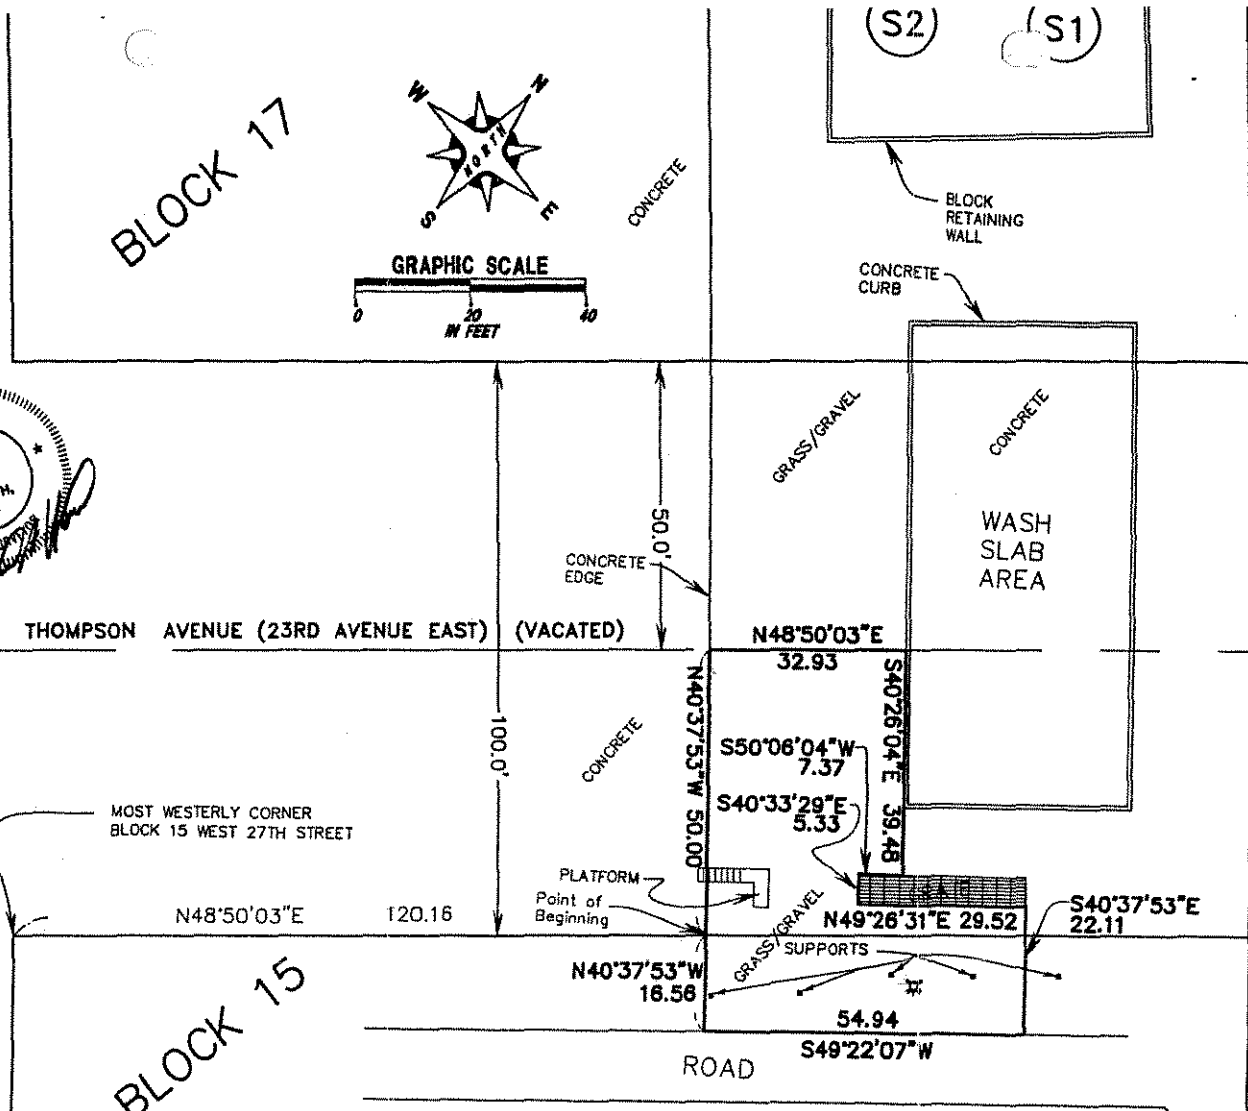 S2
S1
BLOCK 17
W
N
NORTH
S
E
CONCRETE
BLOCK
RETAINING
WALL
GRAPHIC SCALE
0 20 40
IN FEET
CONCRETE
CURB
GRASS/GRAVEL
CONCRETE
50.0'
WASH
SLAB
AREA
CONCRETE
EDGE
THOMPSON AVENUE (23RD AVENUE EAST) (VACATED)
N48°50'03"E
32.93
N40°37'53"W 50.00
S40°26'04"E 39.48
100.0'
CONCRETE
S50°06'04"W
7.37
S40°33'29"E
5.33
MOST WESTERLY CORNER
BLOCK 15 WEST 27TH STREET
PLATFORM
Point of
Beginning
N48°50'03"E 120.16
GRASS/GRAVEL
N49°26'31"E 29.52
S40°37'53"E
22.11
SUPPORTS
N40°37'53"W
16.56
54.94
S49°22'07"W
BLOCK 15
ROAD